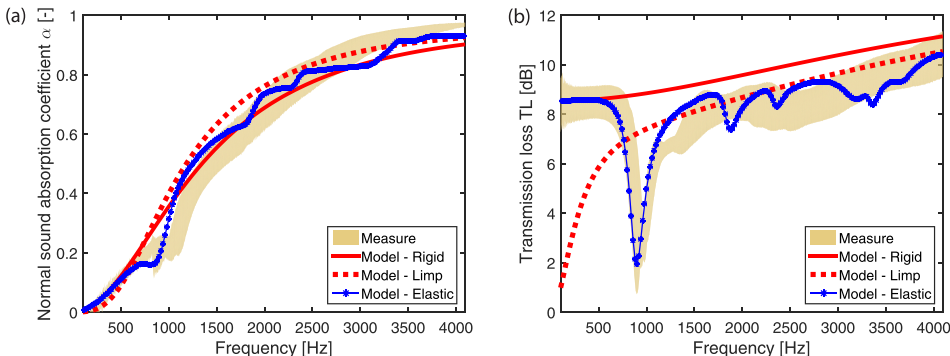 (a)
Normal sound absorption coefficient α [-]
1
0.8
0.6
0.4
0.2
0
500 1000 1500 2000 2500 3000 3500 4000
Frequency [Hz]
Measure
Model - Rigid
Model - Limp
Model - Elastic
(b)
Transmission loss TL [dB]
12
10
8
6
4
2
0
500 1000 1500 2000 2500 3000 3500 4000
Frequency [Hz]
Measure
Model - Rigid
Model - Limp
Model - Elastic